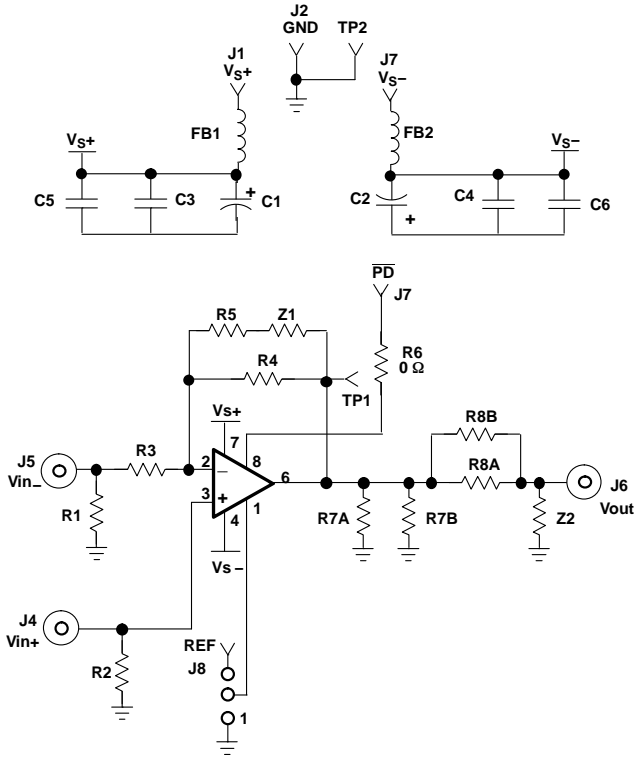 J2
GND
TP2
J1
VS+
J7
VS−
FB1
FB2
VS+
VS−
C5
C3
C1
+
C2
+
C4
C6
PD
J7
R5
Z1
R4
R6
0 Ω
TP1
Vs+
R8B
J5
Vin−
R3
7
2
−
8
6
R8A
J6
Vout
3
+
1
R1
4
R7A
R7B
Z2
Vs −
J4
Vin+
REF
J8
R2
1